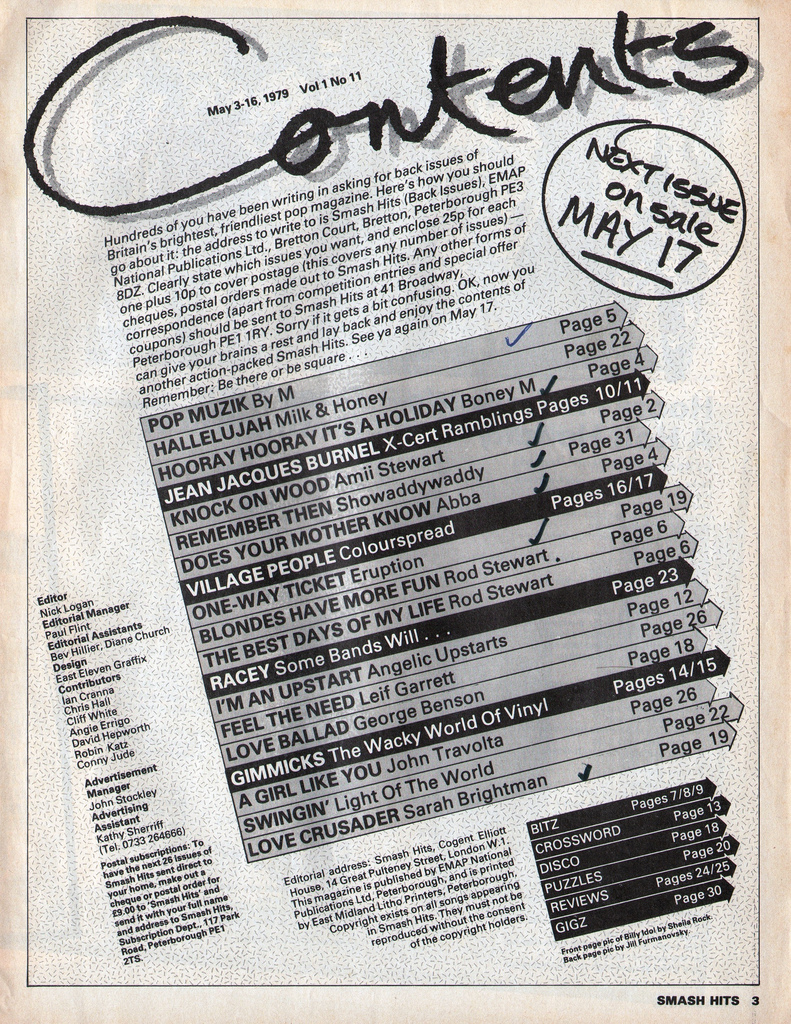 Contents
May 3-16, 1979 Vol 1 No 11
NEXT ISSUE
on sale
MAY 17
Hundreds of you have been writing in asking for back issues of
Britain's brightest, friendliest pop magazine. Here's how you should
go about it: the address to write to is Smash Hits (Back Issues), EMAP
National Publications Ltd., Bretton Court, Bretton, Peterborough PE3
8DZ. Clearly state which issues you want, and enclose 25p for each
one plus 10p to cover postage (this covers any number of issues) —
cheques, postal orders made out to Smash Hits. Any other forms of
correspondence (apart from competition entries and special offer
coupons) should be sent to Smash Hits at 41 Broadway,
Peterborough PE1 1RY. Sorry if it gets a bit confusing. OK, now you
can give your brains a rest and lay back and enjoy the contents of
another action-packed Smash Hits. See ya again on May 17.
Remember: Be there or be square . . .
POP MUZIK By M Page 5
HALLELUJAH Milk & Honey Page 22
HOORAY HOORAY IT'S A HOLIDAY Boney M Page 4
JEAN JACQUES BURNEL X-Cert Ramblings Pages 10/11
KNOCK ON WOOD Amii Stewart Page 2
REMEMBER THEN Showaddywaddy Page 31
DOES YOUR MOTHER KNOW Abba Page 4
VILLAGE PEOPLE Colourspread Pages 16/17
ONE-WAY TICKET Eruption Page 19
BLONDES HAVE MORE FUN Rod Stewart Page 6
THE BEST DAYS OF MY LIFE Rod Stewart Page 6
RACEY Some Bands Will . . . Page 23
I'M AN UPSTART Angelic Upstarts Page 12
FEEL THE NEED Leif Garrett Page 26
LOVE BALLAD George Benson Page 18
GIMMICKS The Wacky World Of Vinyl Pages 14/15
A GIRL LIKE YOU John Travolta Page 26
SWINGIN' Light Of The World Page 22
LOVE CRUSADER Sarah Brightman Page 19
Editor
Nick Logan
Editorial Manager
Paul Flint
Editorial Assistants
Bev Hillier, Diane Church
Design
East Eleven Graffix
Contributors
Ian Cranna
Chris Hall
Cliff White
Angie Errigo
David Hepworth
Robin Katz
Conny Jude
Advertisement
Manager
John Stockley
Advertising
Assistant
Kathy Sherriff
(Tel: 0733 264666)
Postal subscriptions: To
have the next 26 issues of
Smash Hits sent direct to
your home, make out a
cheque or postal order for
£9.00 to 'Smash Hits' and
send it with your full name
and address to Smash Hits,
Subscription Dept., 117 Park
Road, Peterborough PE1
2TS.
Editorial address: Smash Hits, Cogent Elliott
House, 14 Great Pulteney Street, London W.1.
This magazine is published by EMAP National
Publications Ltd, Peterborough, and is printed
by East Midland Litho Printers, Peterborough.
Copyright exists on all songs appearing
in Smash Hits. They must not be
reproduced without the consent
of the copyright holders.
BITZ Pages 7/8/9
CROSSWORD Page 13
DISCO Page 18
PUZZLES Page 20
REVIEWS Pages 24/25
GIGZ Page 30
Front page pic of Billy Idol by Sheila Rock.
Back page pic by Jill Furmanovsky.
SMASH HITS 3